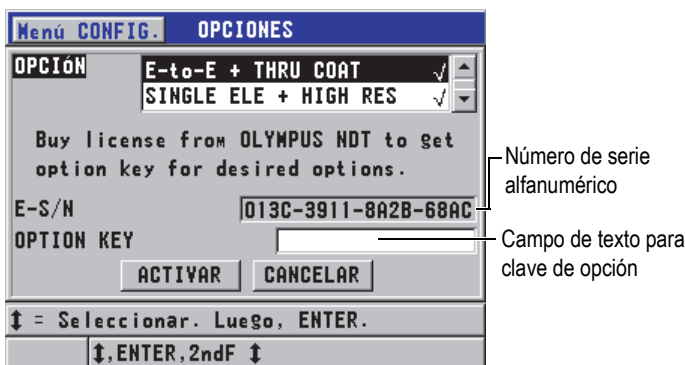 Menú CONFIG. OPCIONES
OPCIÓN
E-to-E + THRU COAT √
SINGLE ELE + HIGH RES √
Buy license from OLYMPUS NDT to get
option key for desired options.
E-S/N 013C-3911-8A2B-68AC
OPTION KEY
ACTIVAR CANCELAR
↕ = Seleccionar. Luego, ENTER.
↕,ENTER,2ndF ↕
Número de serie
alfanumérico
Campo de texto para
clave de opción